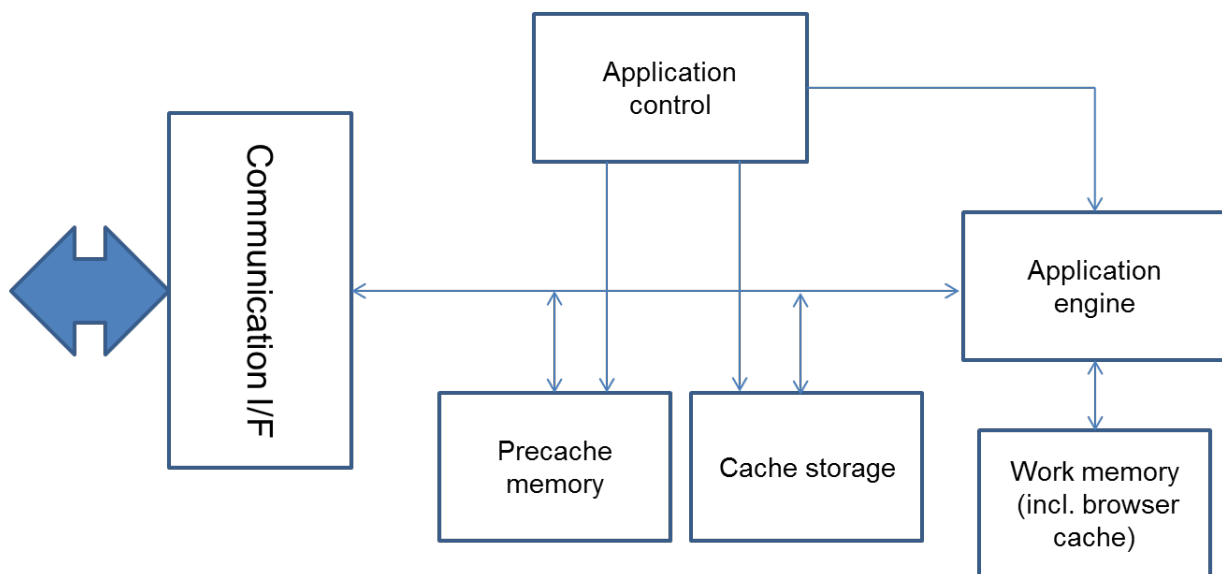 Application
control
Communication I/F
Application
engine
Precache
memory
Cache storage
Work memory
(incl. browser
cache)